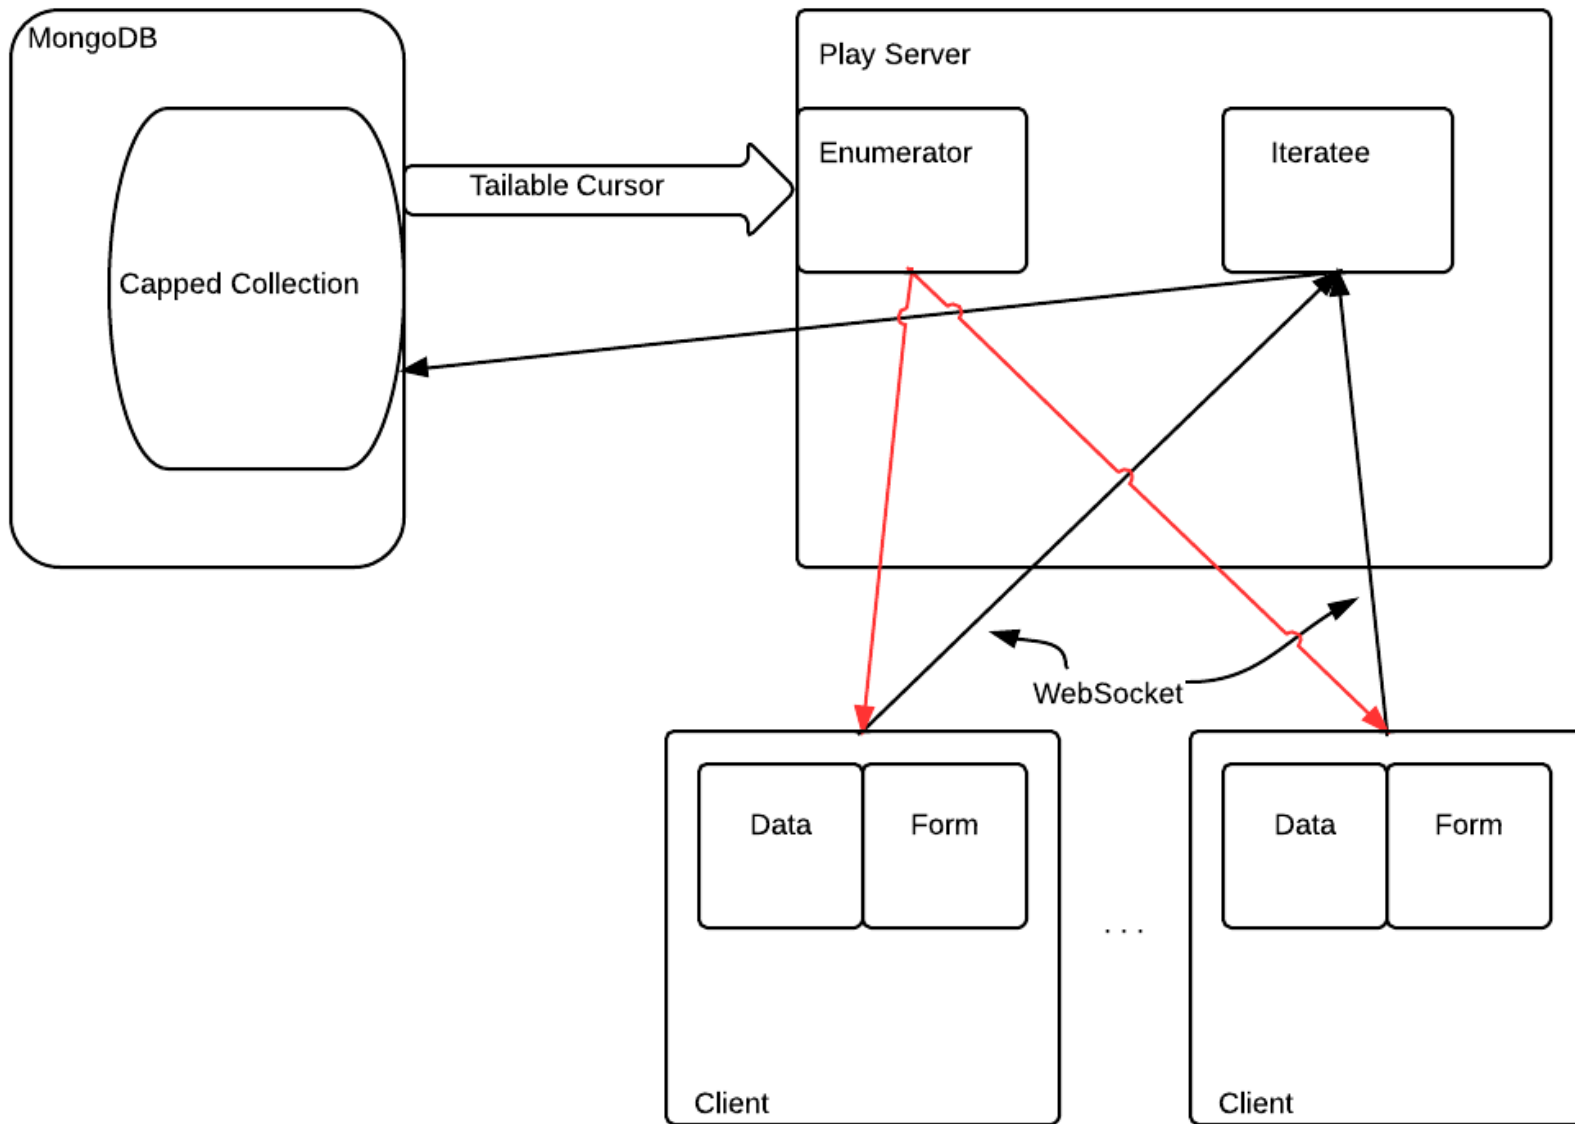 MongoDB
Play Server
Enumerator
Iteratee
Tailable Cursor
Capped Collection
WebSocket
Data
Form
Data
Form
. . .
Client
Client